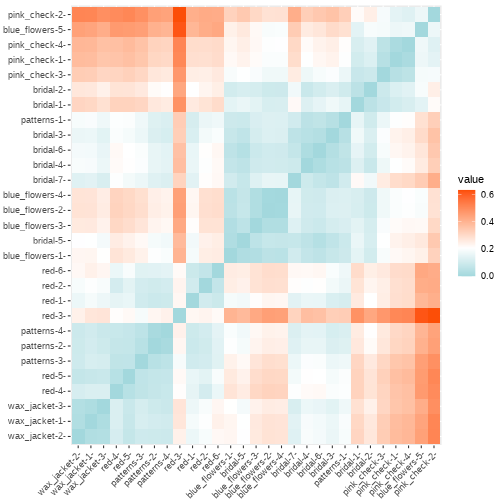 pink_check-2
blue_flowers-5
pink_check-4
pink_check-1
pink_check-3
bridal-2
bridal-1
patterns-1
bridal-3
bridal-6
bridal-4
bridal-7
blue_flowers-4
blue_flowers-2
blue_flowers-3
bridal-5
blue_flowers-1
red-6
red-2
red-1
red-3
patterns-4
patterns-2
patterns-3
red-5
red-4
wax_jacket-3
wax_jacket-1
wax_jacket-2
value
0.6
0.4
0.2
0.0
wax_jacket-2
wax_jacket-1
wax_jacket-3
red-4
red-5
patterns-3
patterns-2
patterns-4
red-3
red-1
red-2
red-6
blue_flowers-1
bridal-5
blue_flowers-3
blue_flowers-2
blue_flowers-4
bridal-7
bridal-4
bridal-6
bridal-3
patterns-1
bridal-1
bridal-2
pink_check-3
pink_check-1
pink_check-4
blue_flowers-5
pink_check-2